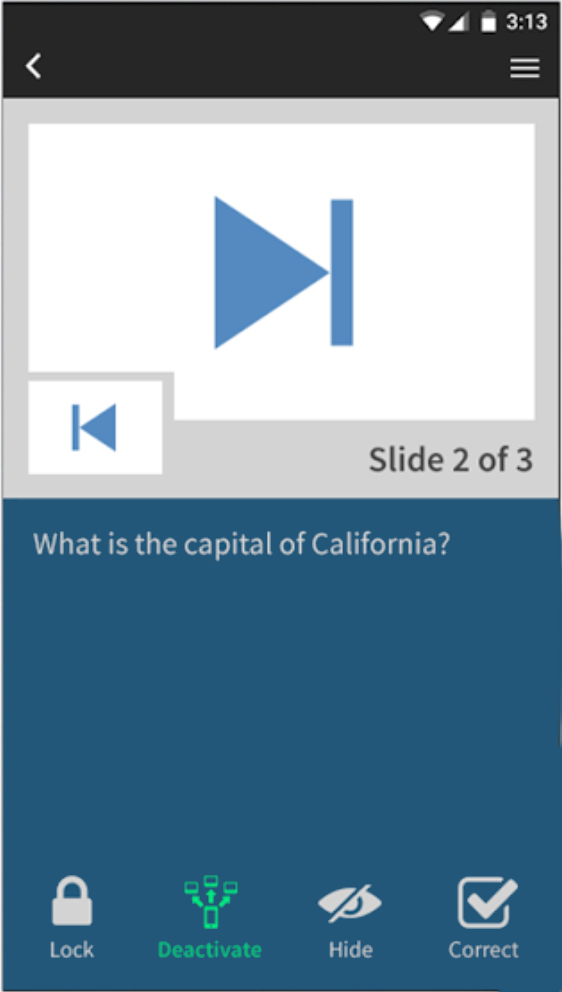 3:13
Slide 2 of 3
What is the capital of California?
Lock
Deactivate
Hide
Correct